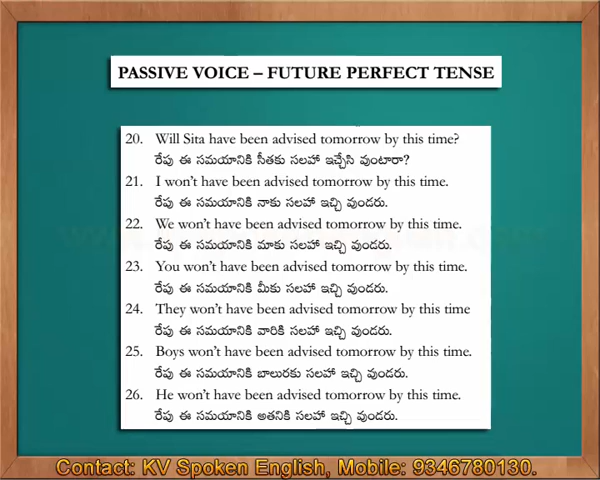 PASSIVE VOICE – FUTURE PERFECT TENSE
20. Will Sita have been advised tomorrow by this time?
రేపు ఈ సమయానికి సీతకు సలహా ఇచ్చేసి వుంటారా?
21. I won't have been advised tomorrow by this time.
రేపు ఈ సమయానికి నాకు సలహా ఇచ్చి వుండరు.
22. We won't have been advised tomorrow by this time.
రేపు ఈ సమయానికి మాకు సలహా ఇచ్చి వుండరు.
23. You won't have been advised tomorrow by this time.
రేపు ఈ సమయానికి మీకు సలహా ఇచ్చి వుండరు.
24. They won't have been advised tomorrow by this time
రేపు ఈ సమయానికి వారికి సలహా ఇచ్చి వుండరు.
25. Boys won't have been advised tomorrow by this time.
రేపు ఈ సమయానికి బాలురకు సలహా ఇచ్చి వుండరు.
26. He won't have been advised tomorrow by this time.
రేపు ఈ సమయానికి అతనికి సలహా ఇచ్చి వుండరు.
Contact: KV Spoken English, Mobile: 9346780130.